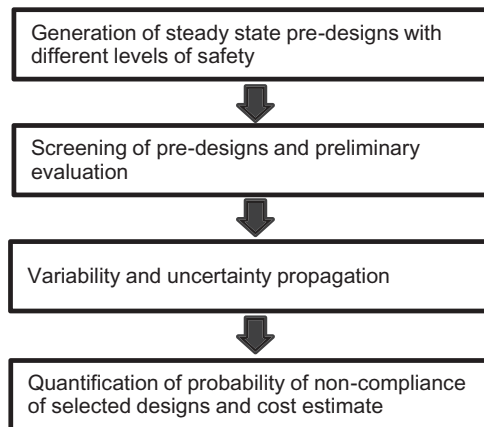 Generation of steady state pre-designs with
different levels of safety
Screening of pre-designs and preliminary
evaluation
Variability and uncertainty propagation
Quantification of probability of non-compliance
of selected designs and cost estimate